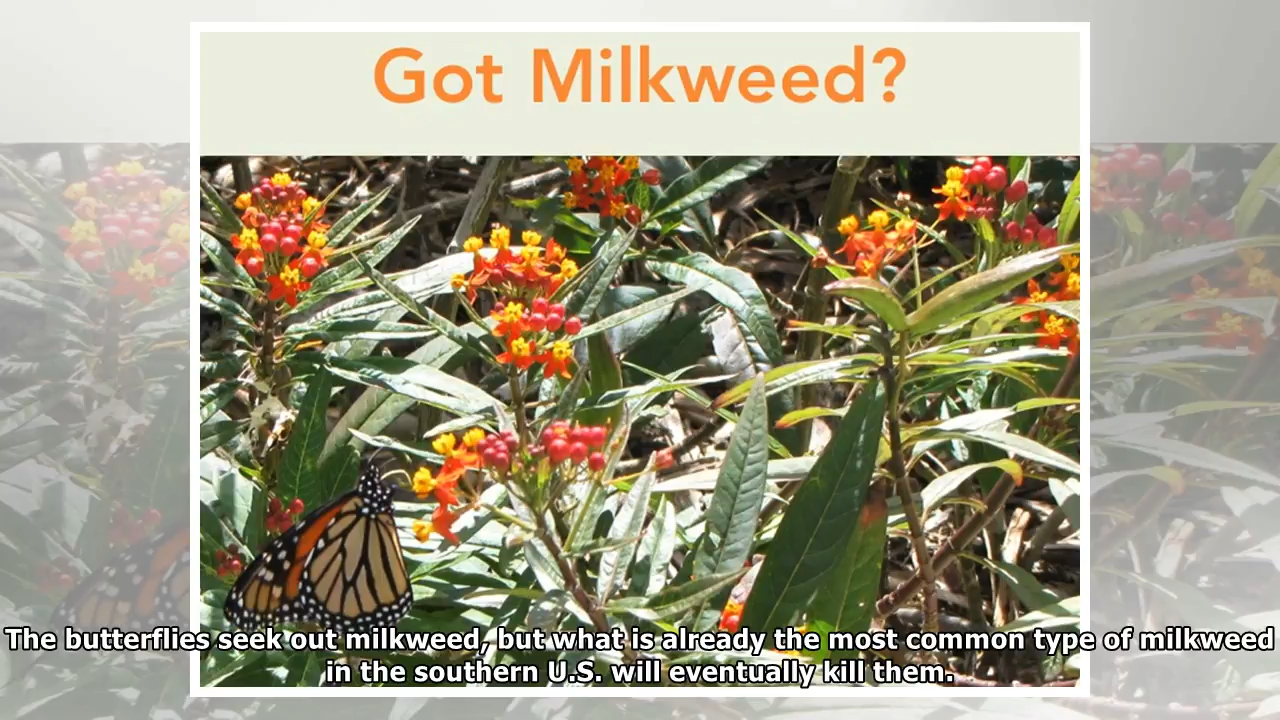 Got Milkweed?
The butterflies seek out milkweed, but what is already the most common type of milkweed
in the southern U.S. will eventually kill them.